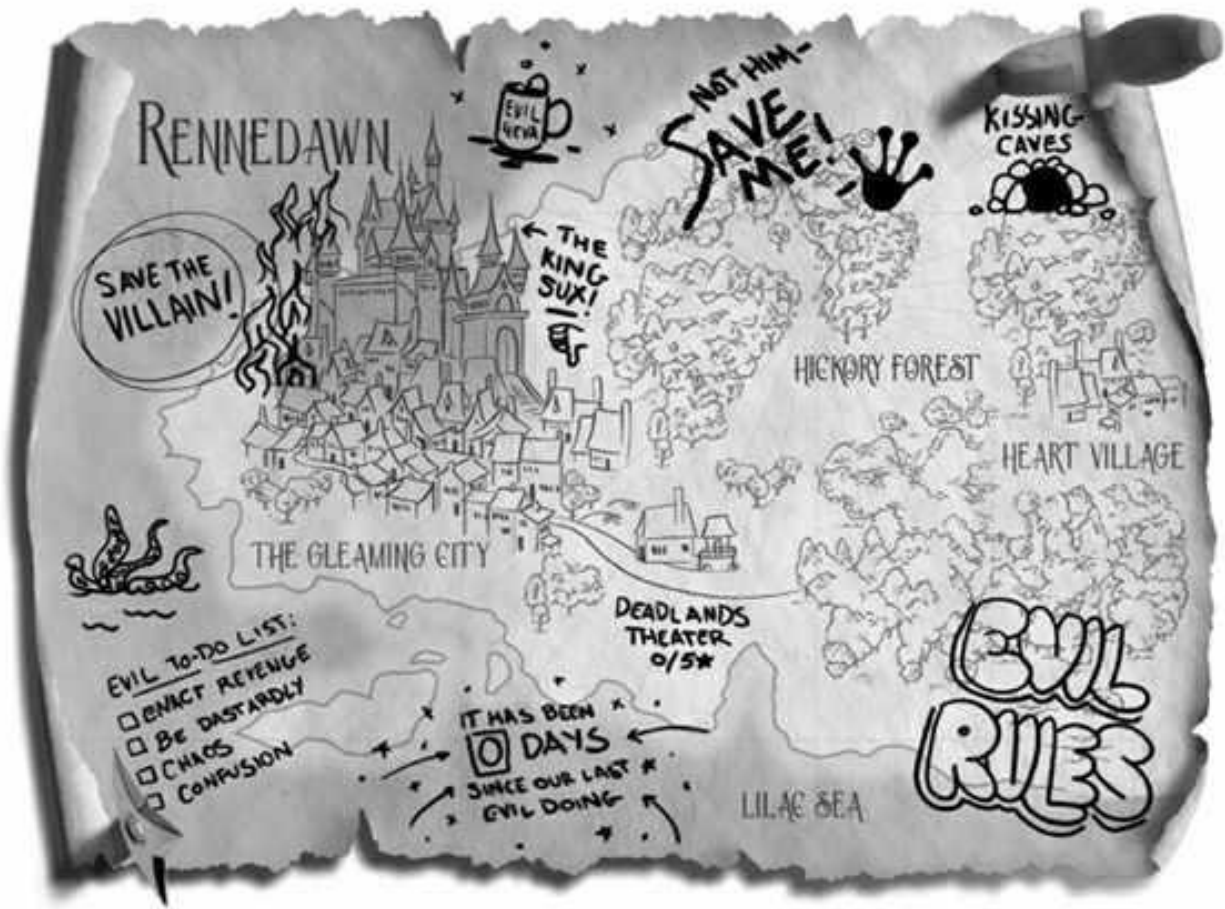 RENNEDAWN
EVIL
4EVA
NOT HIM-
SAVE
ME!
KISSING
CAVES
SAVE THE
VILLAIN!
← THE
KING
SUX!
HICKORY FOREST
HEART VILLAGE
THE GLEAMING CITY
DEADLANDS
THEATER
0/5★
EVIL TO-DO LIST:
□ ENACT REVENGE
□ BE DASTARDLY
□ CHAOS
□ CONFUSION
IT HAS BEEN
0 DAYS
SINCE OUR LAST
EVIL DOING
LILAC SEA
EVIL
RULES